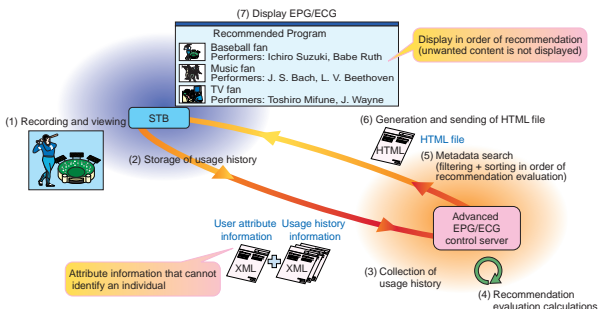 (7) Display EPG/ECG
Recommended Program
Baseball fan
Performers: Ichiro Suzuki, Babe Ruth
Music fan
Performers: J. S. Bach, L. V. Beethoven
TV fan
Performers: Toshiro Mifune, J. Wayne
Display in order of recommendation
(unwanted content is not displayed)
(1) Recording and viewing
STB
(2) Storage of usage history
(6) Generation and sending of HTML file
HTML
HTML file
(5) Metadata search
(filtering + sorting in order of
recommendation evaluation)
Advanced
EPG/ECG
control server
User attribute
information
Usage history
information
XML
XML
Attribute information that cannot
identify an individual
(3) Collection of
usage history
(4) Recommendation
evaluation calculations